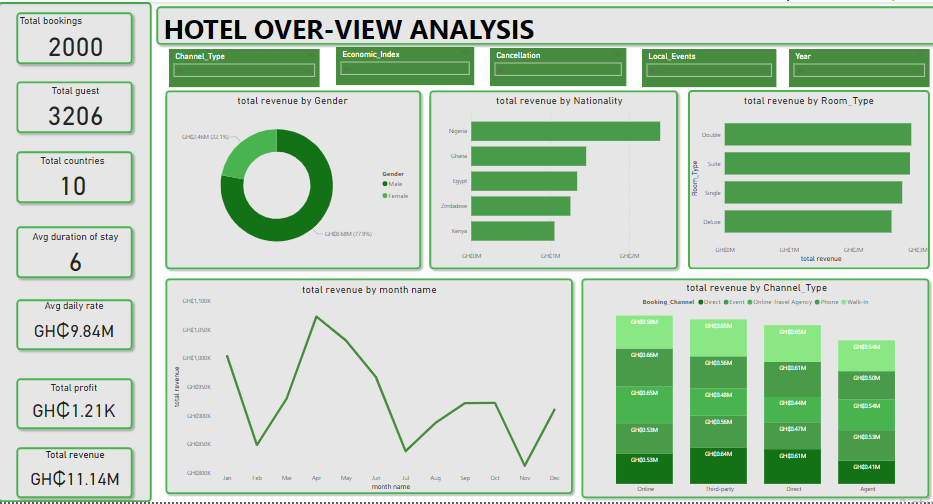 HOTEL OVER-VIEW ANALYSIS
Total bookings
2000
Total guest
3206
Total countries
10
Avg duration of stay
6
Avg daily rate
GH₵9.84M
Total profit
GH₵1.21K
Total revenue
GH₵11.14M
Channel_Type
Economic_Index
Cancellation
Local_Events
Year
total revenue by Gender
GH₵2.46M (22.1%)
GH₵8.68M (77.9%)
Gender
Male
Female
total revenue by Nationality
Nigeria
Ghana
Egypt
Zimbabwe
Kenya
GH₵0M GH₵1M GH₵2M
total revenue by Room_Type
Room_Type
Double
Suite
Single
Deluxe
GH₵0M GH₵1M GH₵2M GH₵3M
total revenue
total revenue by month name
total revenue
GH₵1,100K
GH₵1,050K
GH₵1,000K
GH₵950K
GH₵900K
GH₵850K
GH₵800K
Jan Feb Mar Apr May Jun Jul Aug Sep Oct Nov Dec
month name
total revenue by Channel_Type
Booking_Channel Direct Event Online Travel Agency Phone Walk-in
GH₵0.58M
GH₵0.66M
GH₵0.65M
GH₵0.53M
GH₵0.53M
GH₵0.65M
GH₵0.56M
GH₵0.48M
GH₵0.56M
GH₵0.64M
GH₵0.65M
GH₵0.61M
GH₵0.44M
GH₵0.47M
GH₵0.61M
GH₵0.54M
GH₵0.50M
GH₵0.54M
GH₵0.53M
GH₵0.41M
Online Third-party Direct Agent